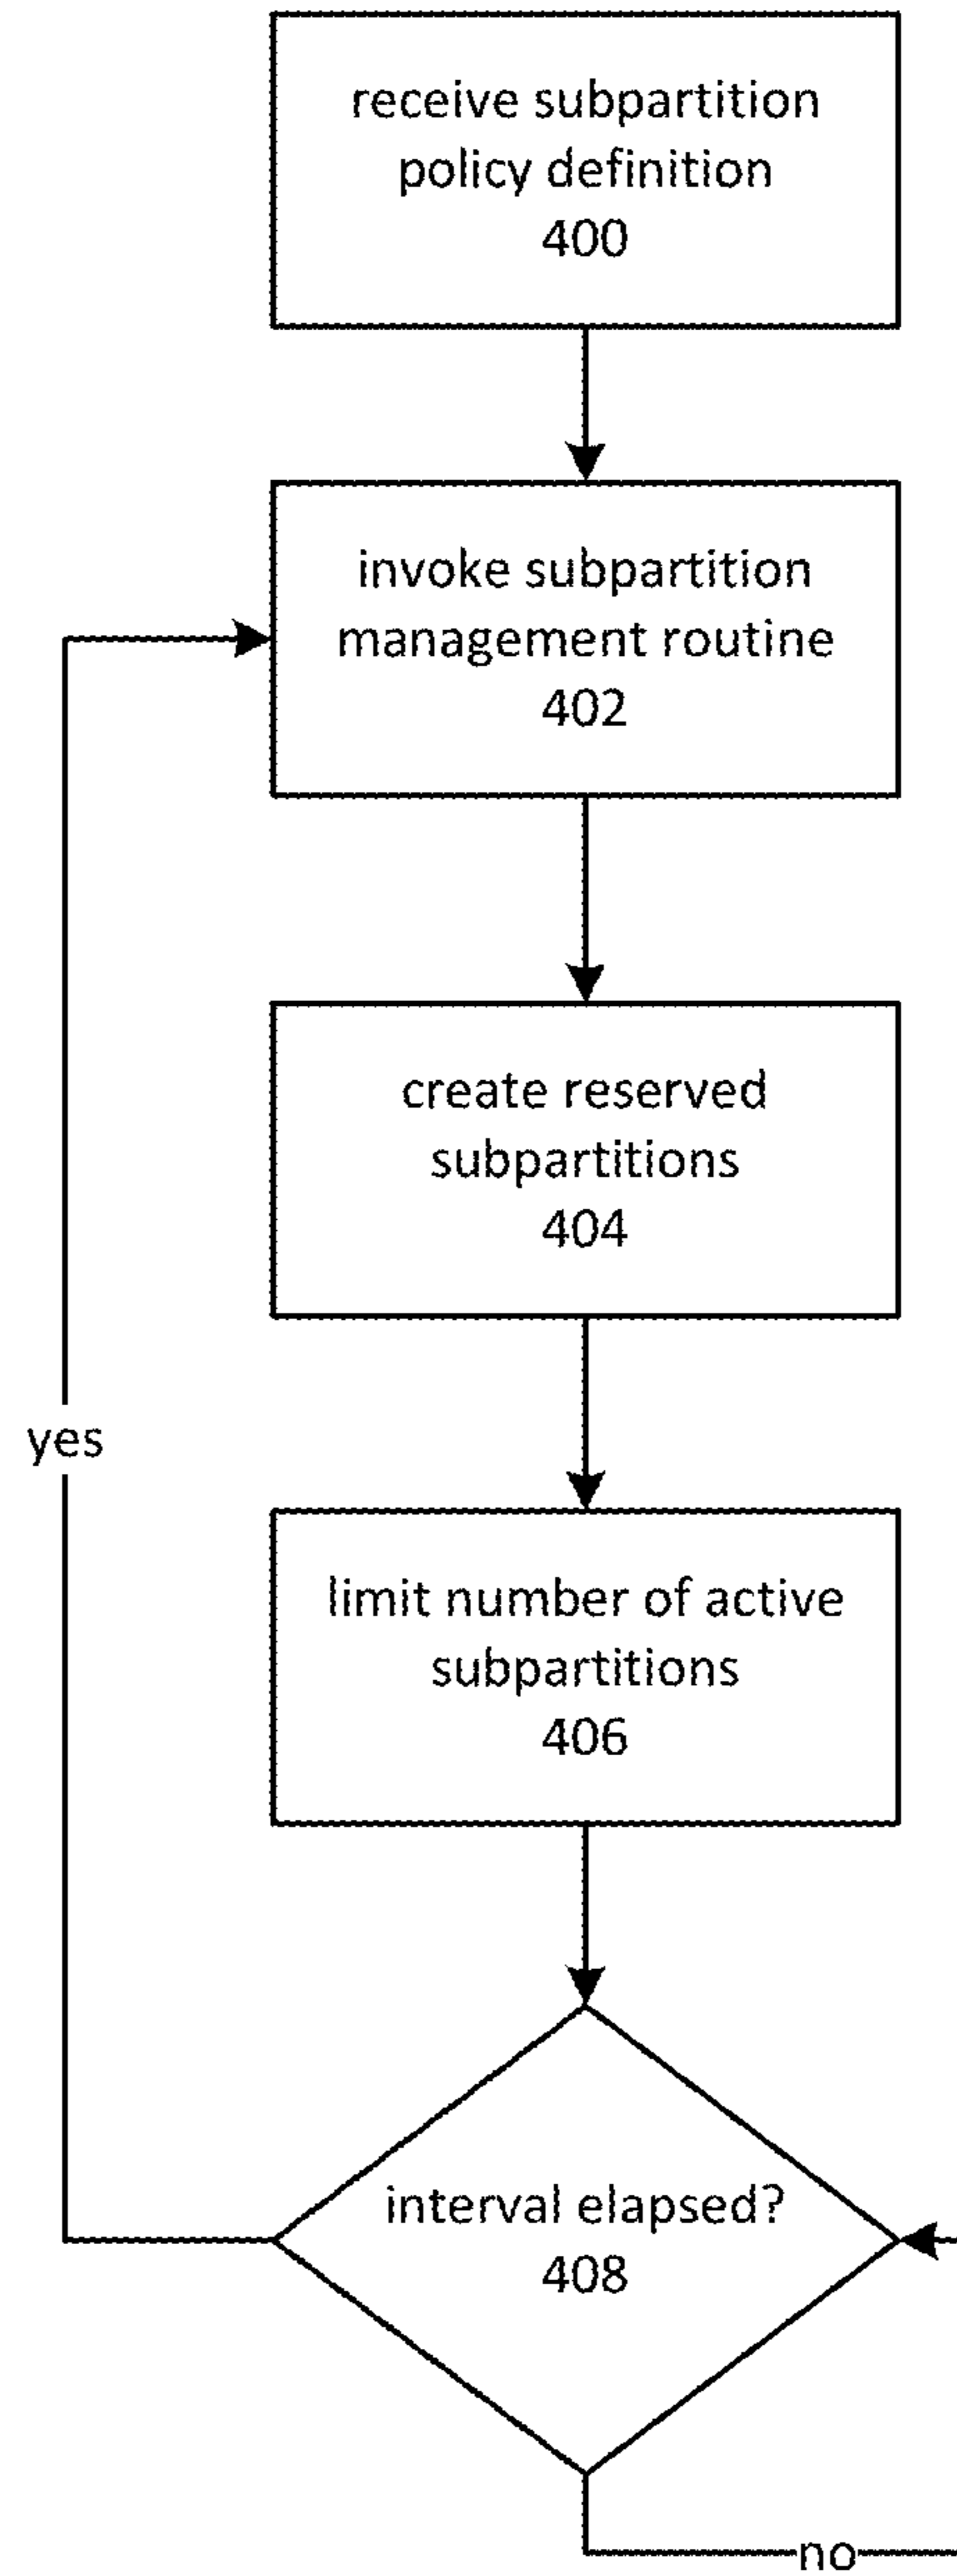 receive subpartition
policy definition
400
invoke subpartition
management routine
402
create reserved
subpartitions
404
yes
limit number of active
subpartitions
406
interval elapsed?
408
no